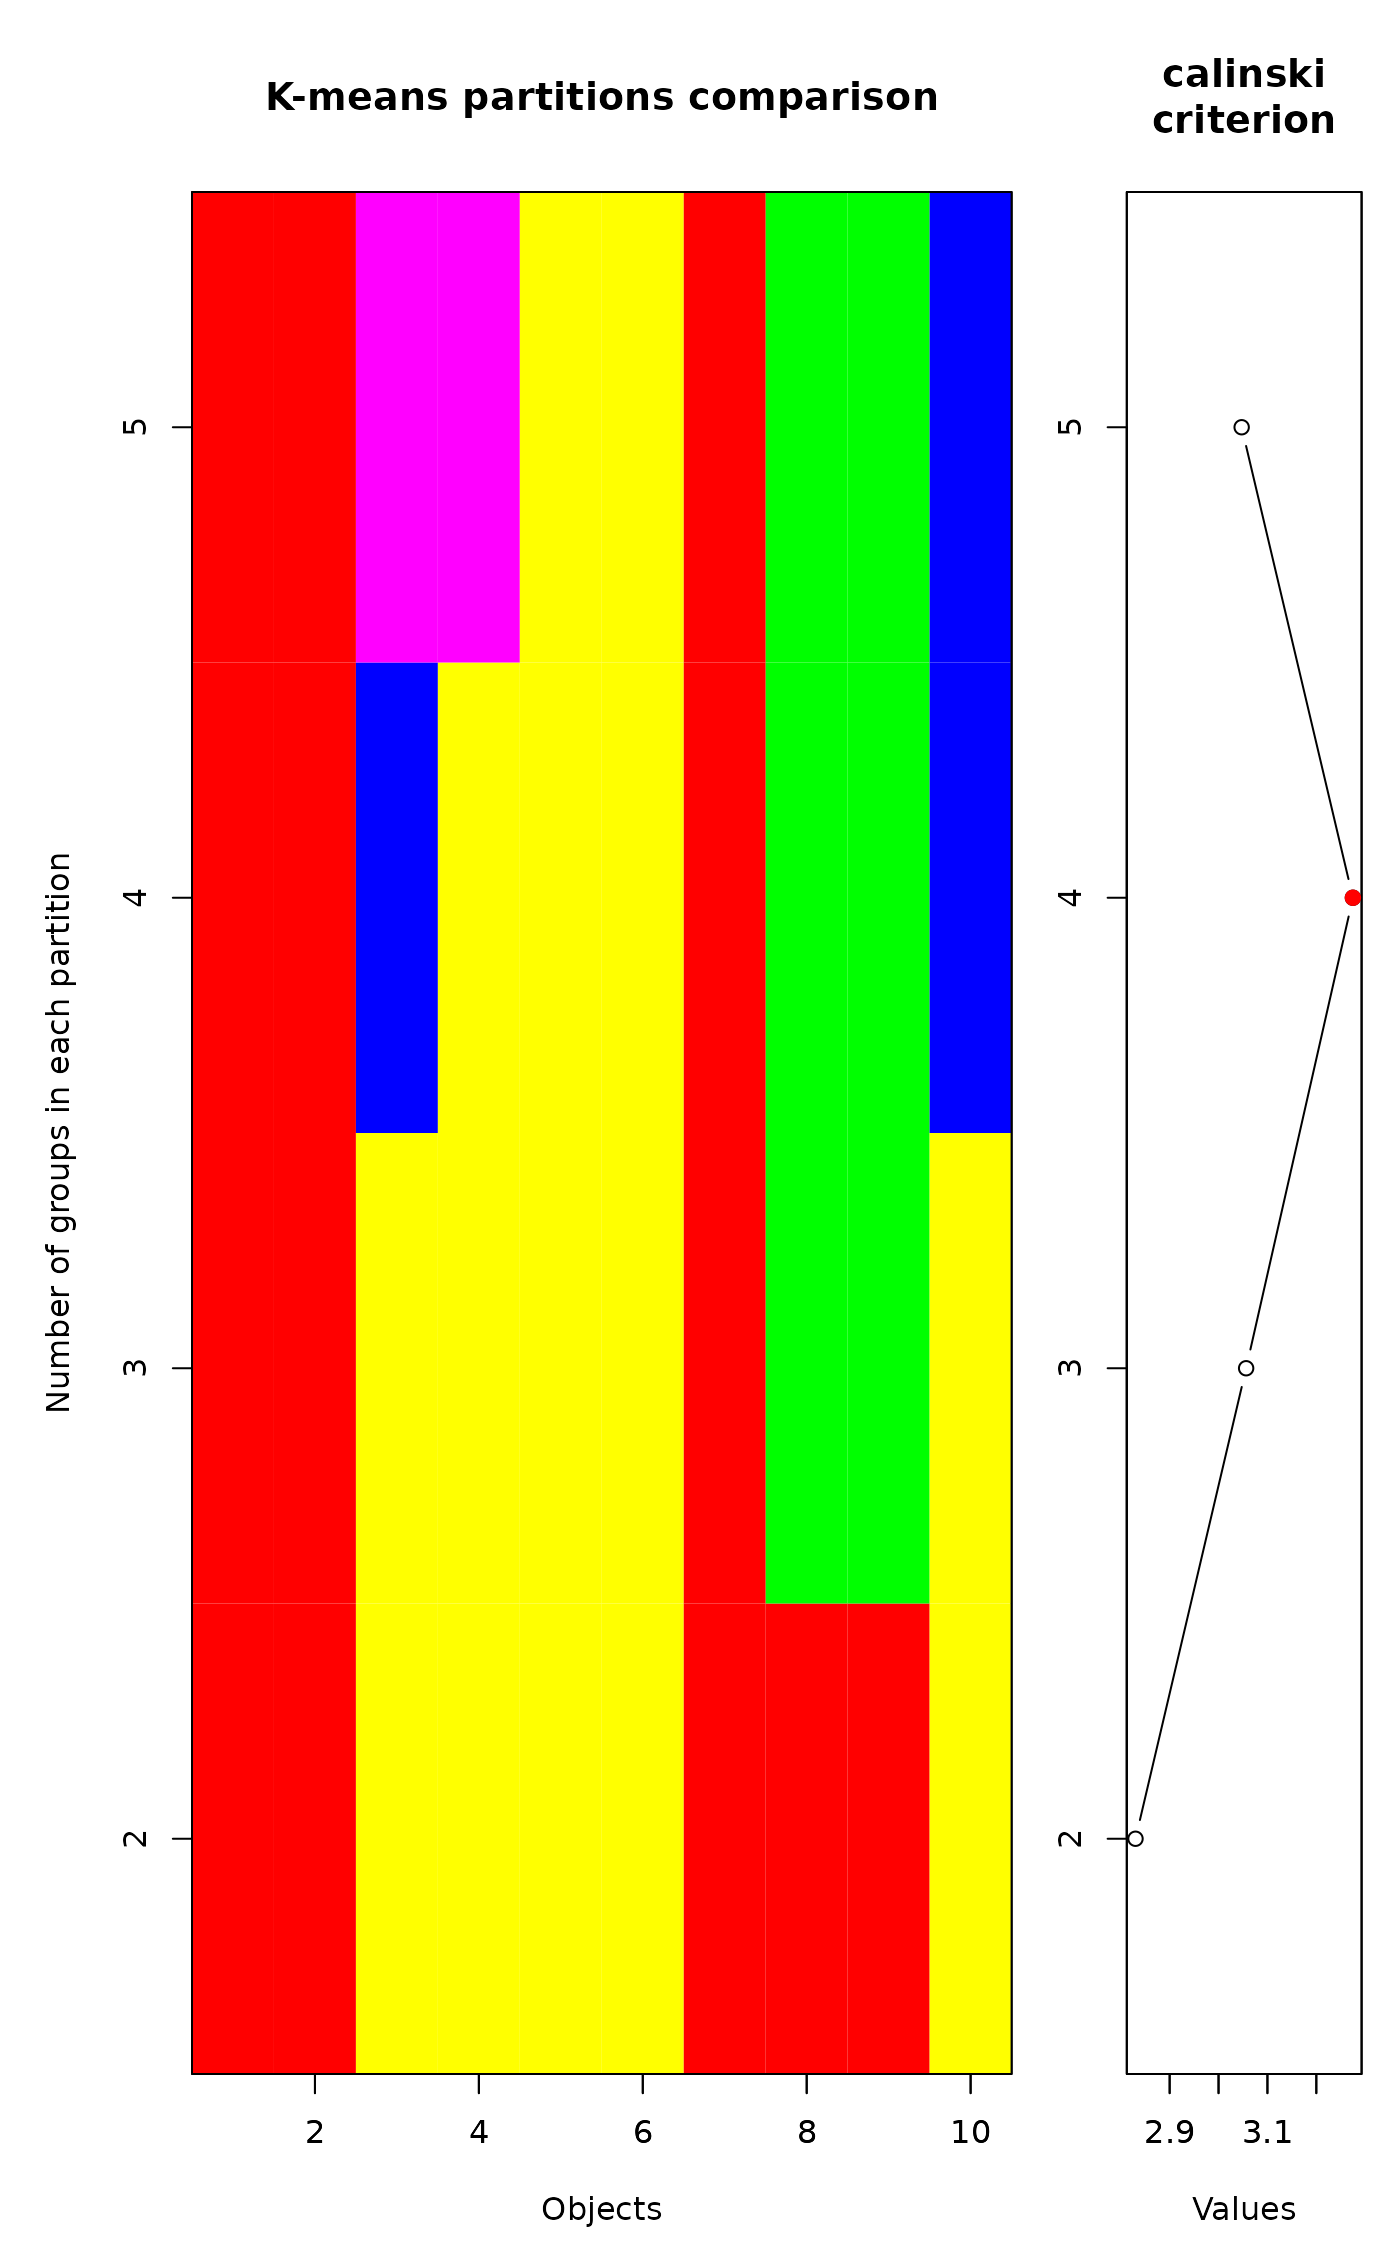 K-means partitions comparison
calinski
criterion
Number of groups in each partition
5
4
3
2
2 4 6 8 10
Objects
5
4
3
2
2.9 3.1
Values